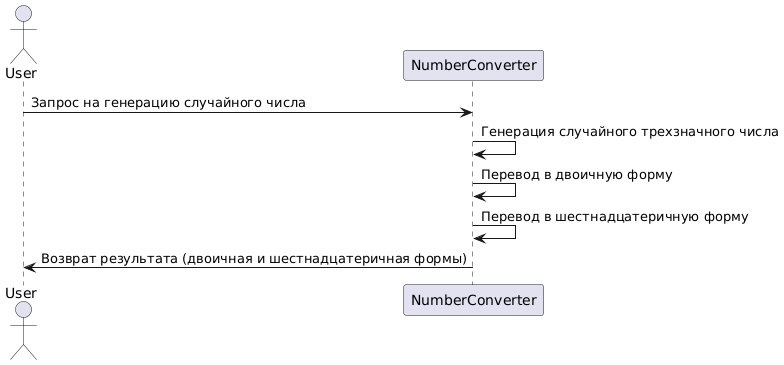 User
NumberConverter
Запрос на генерацию случайного числа
Генерация случайного трехзначного числа
Перевод в двоичную форму
Перевод в шестнадцатеричную форму
Возврат результата (двоичная и шестнадцатеричная формы)
User
NumberConverter